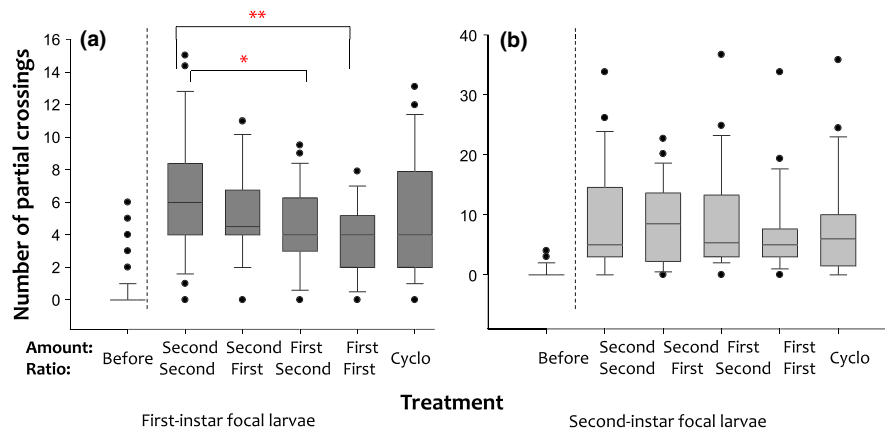 (a)
**
*
Number of partial crossings
16
14
12
10
8
6
4
2
0
Amount:
Ratio:
Before
Second
Second
Second
First
First
Second
First
First
Cyclo
First-instar focal larvae
(b)
40
30
20
10
0
Before
Second
Second
Second
First
First
Second
First
First
Cyclo
Second-instar focal larvae
Treatment